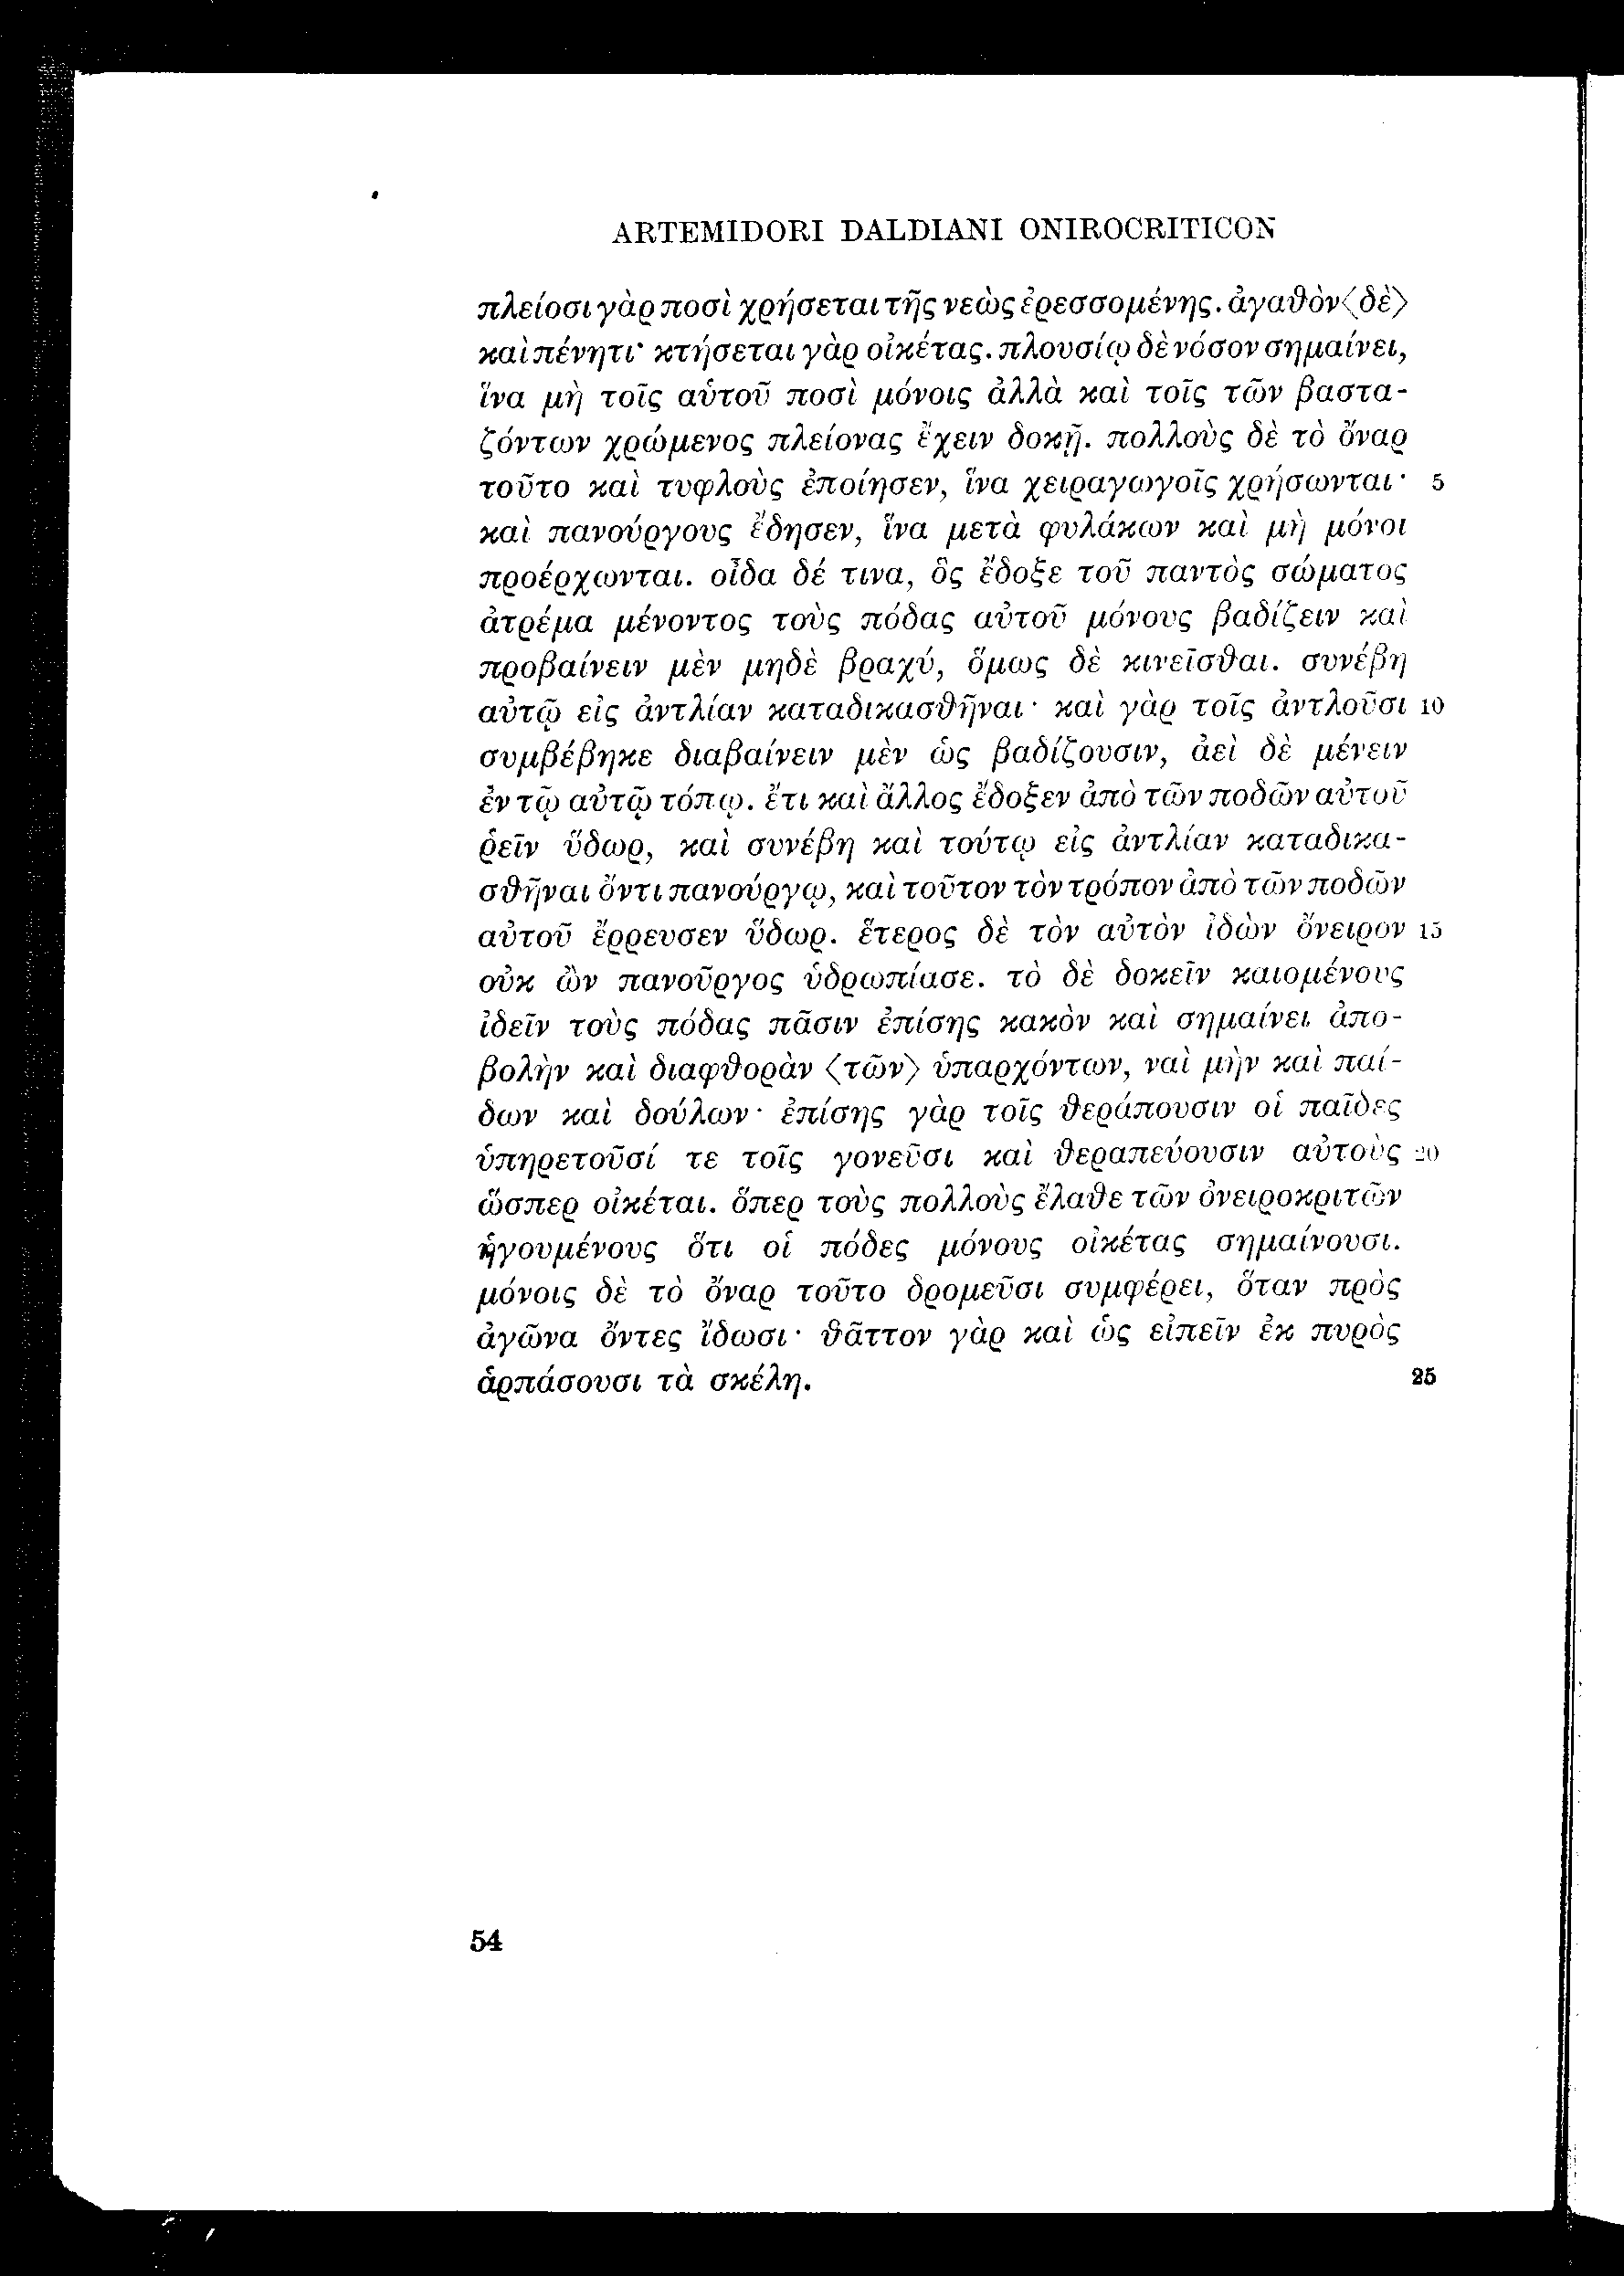 ARTEMIDORI DALDIANI ONIROCRITICON
πλείοσι γὰρ ποσὶ χρήσεται τῆς νεὼς ἐρεσσομένης. ἀγαθὸν ⟨δὲ⟩
καὶ πένητι· κτήσεται γὰρ οἰκέτας. πλουσίῳ δὲ νόσον σημαίνει,
ἵνα μὴ τοῖς αὑτοῦ ποσὶ μόνοις ἀλλὰ καὶ τοῖς τῶν βαστα-
ζόντων χρώμενος πλείονας ἔχειν δοκῇ. πολλοὺς δὲ τὸ ὄναρ
τοῦτο καὶ τυφλοὺς ἐποίησεν, ἵνα χειραγωγοῖς χρήσωνται· 5
καὶ πανούργους ἔδησεν, ἵνα μετὰ φυλάκων καὶ μὴ μόνοι
προέρχωνται. οἶδα δέ τινα, ὃς ἔδοξε τοῦ παντὸς σώματος
ἀτρέμα μένοντος τοὺς πόδας αὐτοῦ μόνους βαδίζειν καὶ
προβαίνειν μὲν μηδὲ βραχύ, ὅμως δὲ κινεῖσθαι. συνέβη
αὐτῷ εἰς ἀντλίαν καταδικασθῆναι· καὶ γὰρ τοῖς ἀντλοῦσι 10
συμβέβηκε διαβαίνειν μὲν ὡς βαδίζουσιν, ἀεὶ δὲ μένειν
ἐν τῷ αὐτῷ τόπῳ. ἔτι καὶ ἄλλος ἔδοξεν ἀπὸ τῶν ποδῶν αὐτοῦ
ῥεῖν ὕδωρ, καὶ συνέβη καὶ τούτῳ εἰς ἀντλίαν καταδικα-
σθῆναι ὄντι πανούργῳ, καὶ τοῦτον τὸν τρόπον ἀπὸ τῶν ποδῶν
αὐτοῦ ἔρρευσεν ὕδωρ. ἕτερος δὲ τὸν αὐτὸν ἰδὼν ὄνειρον 15
οὐκ ὢν πανοῦργος ὑδρωπίασε. τὸ δὲ δοκεῖν καιομένους
ἰδεῖν τοὺς πόδας πᾶσιν ἐπίσης κακὸν καὶ σημαίνει ἀπο-
βολὴν καὶ διαφθορὰν ⟨τῶν⟩ ὑπαρχόντων, ναὶ μὴν καὶ παί-
δων καὶ δούλων· ἐπίσης γὰρ τοῖς θεράπουσιν οἱ παῖδες
ὑπηρετοῦσί τε τοῖς γονεῦσι καὶ θεραπεύουσιν αὐτοὺς 20
ὥσπερ οἰκέται. ὅπερ τοὺς πολλοὺς ἔλαθε τῶν ὀνειροκριτῶν
ἡγουμένους ὅτι οἱ πόδες μόνους οἰκέτας σημαίνουσι.
μόνοις δὲ τὸ ὄναρ τοῦτο δρομεῦσι συμφέρει, ὅταν πρὸς
ἀγῶνα ὄντες ἴδωσι· θᾶττον γὰρ καὶ ὡς εἰπεῖν ἐκ πυρὸς
ἁρπάσουσι τὰ σκέλη. 25
54